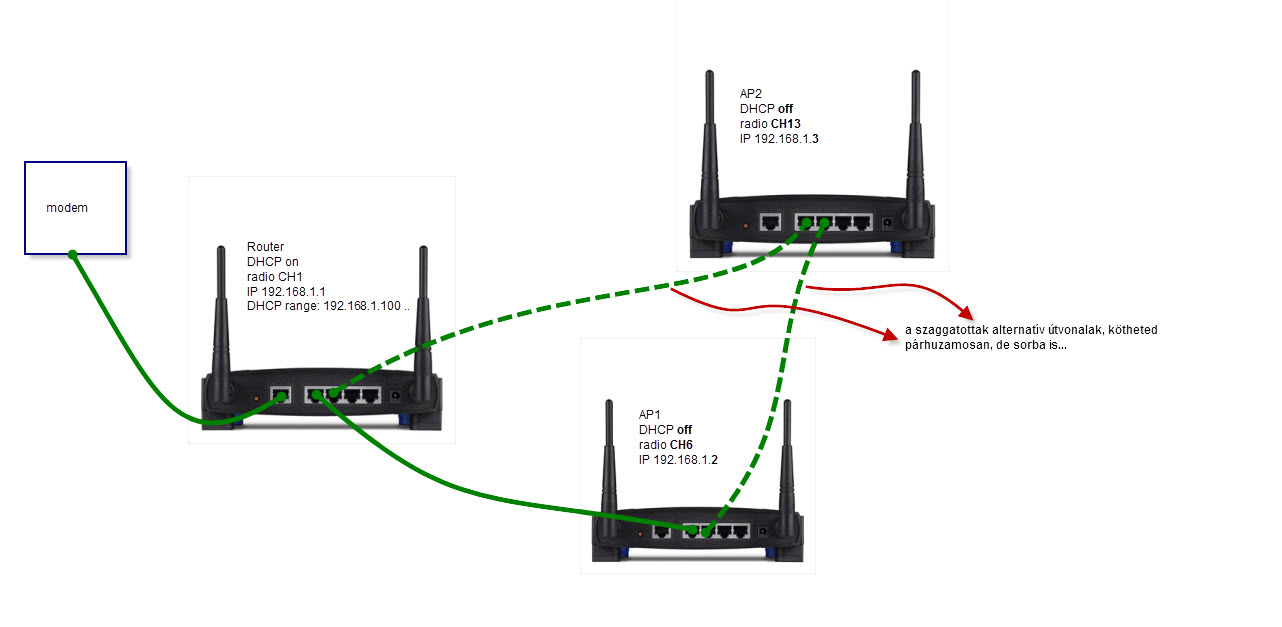 modem
Router
DHCP on
radio CH1
IP 192.168.1.1
DHCP range: 192.168.1.100 ..
AP2
DHCP off
radio CH13
IP 192.168.1.3
a szaggatottak alternatív útvonalak, kötheted
párhuzamosan, de sorba is...
AP1
DHCP off
radio CH6
IP 192.168.1.2